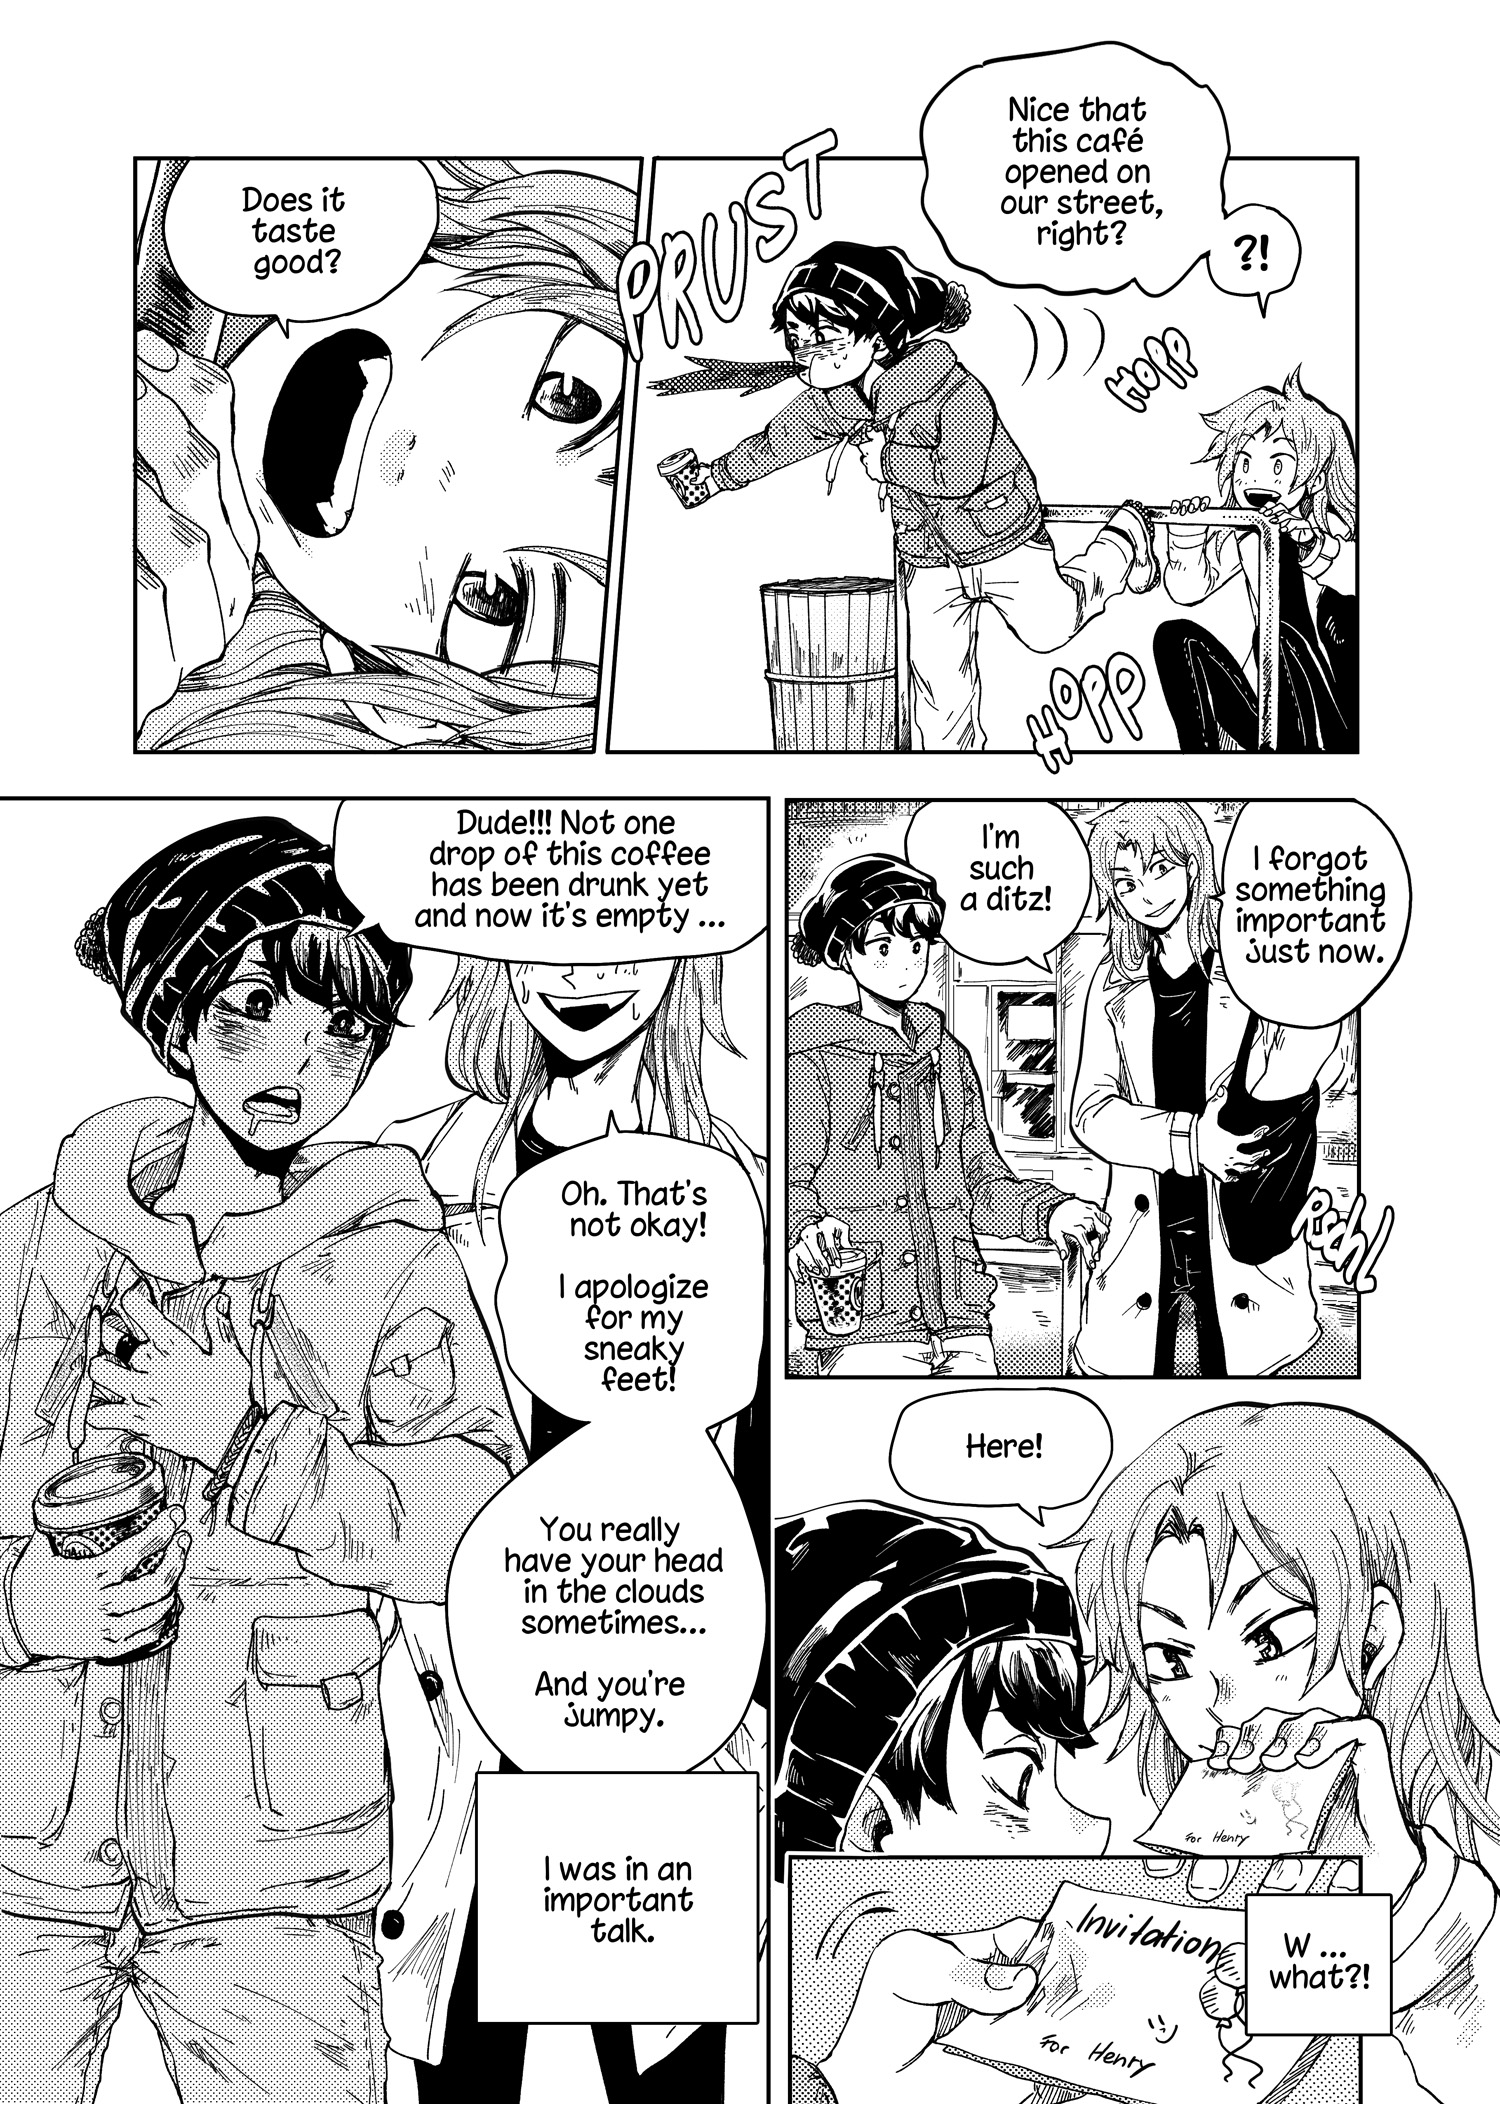 Does it
taste
good?
PRUST
Nice that
this café
opened on
our street,
right?
?!
HOPP
HOPP
Dude!!! Not one
drop of this coffee
has been drunk yet
and now it's empty ...
Oh. That's
not okay!
I apologize
for my
sneaky
feet!
You really
have your head
in the clouds
sometimes...
And you're
jumpy.
I was in an
important
talk.
I'm
such
a ditz!
I forgot
something
important
just now.
Here!
For Henry
Invitation
For Henry
W ...
what?!